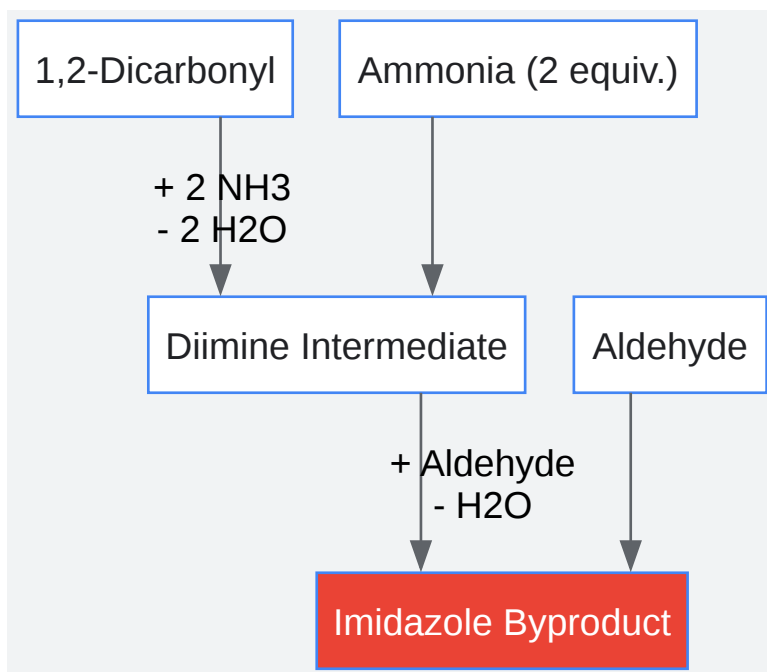 1,2-Dicarbonyl
Ammonia (2 equiv.)
+ 2 NH3
- 2 H2O
Diimine Intermediate
Aldehyde
+ Aldehyde
- H2O
Imidazole Byproduct